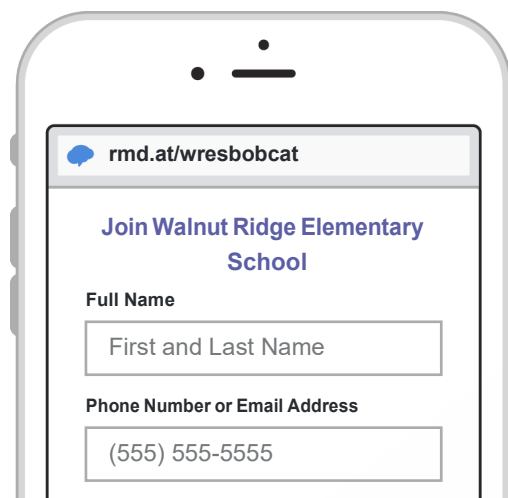 rmd.at/wresbobcat
Join Walnut Ridge Elementary
School
Full Name
First and Last Name
Phone Number or Email Address
(555) 555-5555